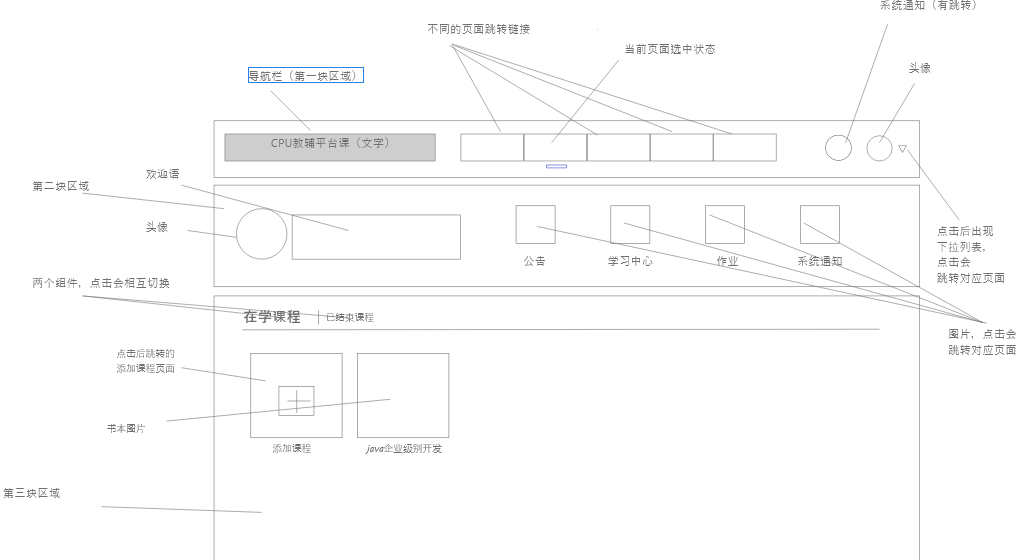 系统通知（有跳转）
不同的页面跳转链接
当前页面选中状态
头像
导航栏（第一块区域）
CPU教辅平台课（文字）
欢迎语
第二块区域
头像
公告
学习中心
作业
系统通知
点击后出现
下拉列表，
点击会
跳转对应页面
两个组件，点击会相互切换
在学课程
已结束课程
图片，点击会
跳转对应页面
点击后跳转的
添加课程页面
书本图片
添加课程
java企业级别开发
第三块区域